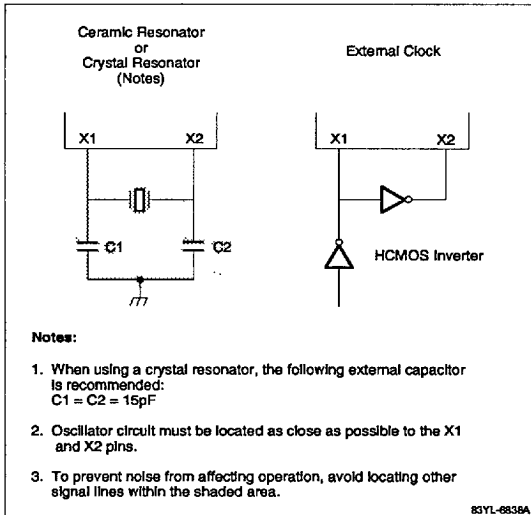 Ceramic Resonator
or
Crystal Resonator
(Notes)
External Clock
X1
X2
X1
X2
C1
C2
HCMOS Inverter
Notes:
1. When using a crystal resonator, the following external capacitor
is recommended:
C1 = C2 = 15pF
2. Oscillator circuit must be located as close as possible to the X1
and X2 pins.
3. To prevent noise from affecting operation, avoid locating other
signal lines within the shaded area.
83YL-6838A